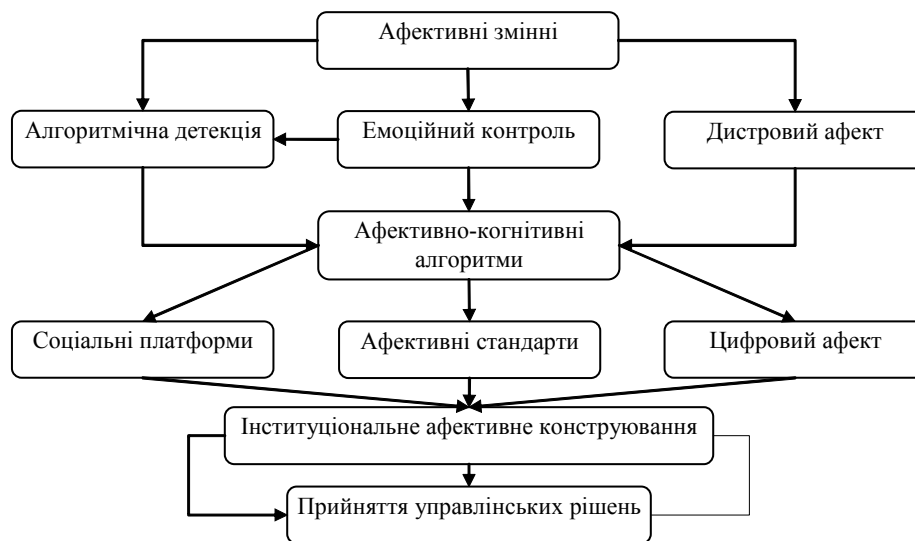 Афективні змінні
Алгоритмічна детекція
Емоційний контроль
Дистровий афект
Афективно-когнітивні
алгоритми
Соціальні платформи
Афективні стандарти
Цифровий афект
Інституціональне афективне конструювання
Прийняття управлінських рішень